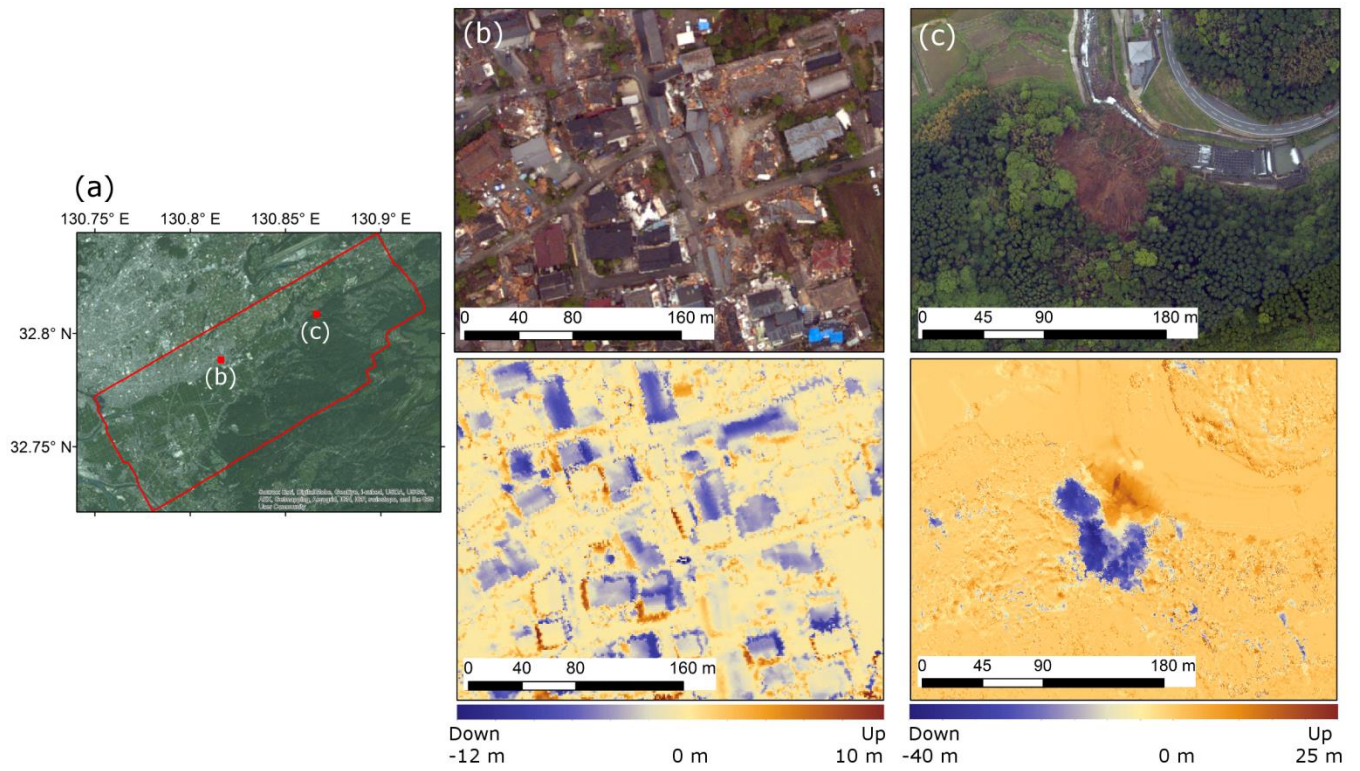 (a)
130.75° E 130.8° E 130.85° E 130.9° E
32.8° N
32.75° N
(c)
(b)
(b)
0 40 80 160 m
(c)
0 45 90 180 m
0 40 80 160 m
0 45 90 180 m
Down Up
-12 m 0 m 10 m
Down Up
-40 m 0 m 25 m
User Community